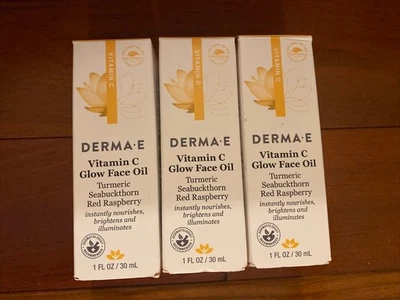 VITAMIN C
DERMA·E
Vitamin C
Glow Face Oil
Turmeric
Seabuckthorn
Red Raspberry
instantly nourishes,
brightens and
illuminates
1 FL OZ / 30 mL
VITAMIN C
DERMA·E
Vitamin C
Glow Face Oil
Turmeric
Seabuckthorn
Red Raspberry
instantly nourishes,
brightens and
illuminates
1 FL OZ / 30 mL
VITAMIN C
DERMA·E
Vitamin C
Glow Face Oil
Turmeric
Seabuckthorn
Red Raspberry
instantly nourishes,
brightens and
illuminates
1 FL OZ / 30 mL